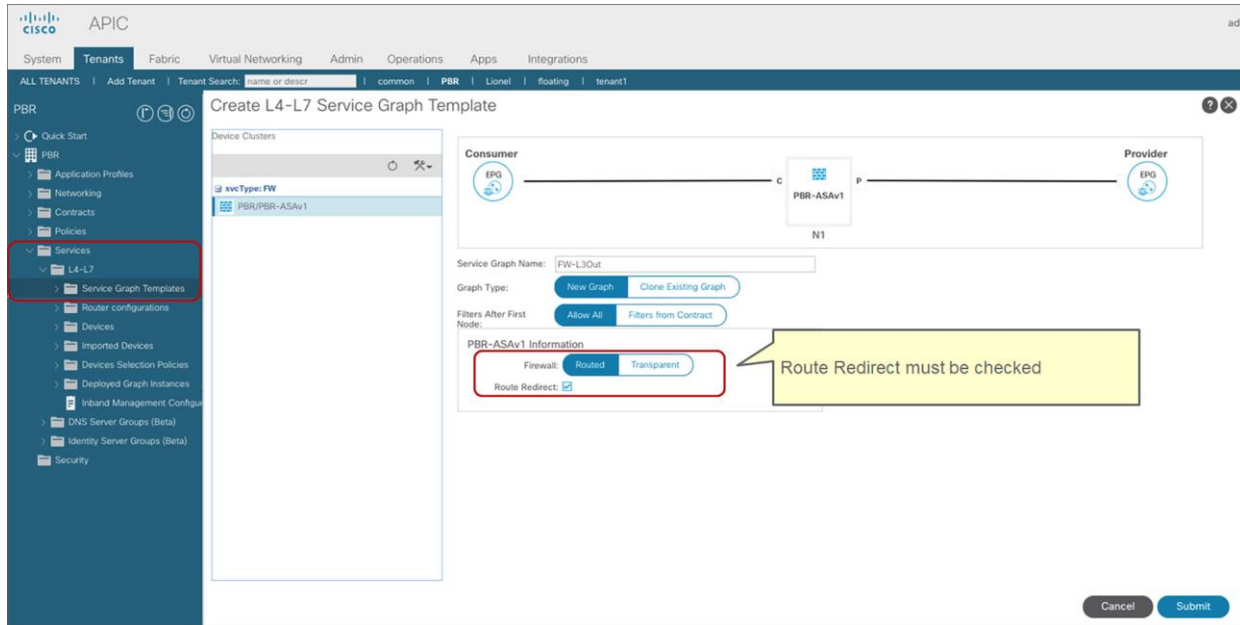 cisco APIC ad
System Tenants Fabric Virtual Networking Admin Operations Apps Integrations
ALL TENANTS | Add Tenant | Tenant Search: name or descr | common | PBR | Lionel | floating | tenant1
PBR
Quick Start
PBR
Application Profiles
Networking
Contracts
Policies
Services
L4-L7
Service Graph Templates
Router configurations
Devices
Imported Devices
Devices Selection Policies
Deployed Graph Instances
Inband Management Configu
DNS Server Groups (Beta)
Identity Server Groups (Beta)
Security
Create L4-L7 Service Graph Template
Device Clusters
svcType: FW
PBR/PBR-ASAv1
Consumer
EPG
C
PBR-ASAv1
P
N1
Provider
EPG
Service Graph Name: FW-L3Out
Graph Type: New Graph Clone Existing Graph
Filters After First
Node:
Allow All Filters from Contract
PBR-ASAv1 Information
Firewall: Routed Transparent
Route Redirect:
Route Redirect must be checked
Cancel Submit